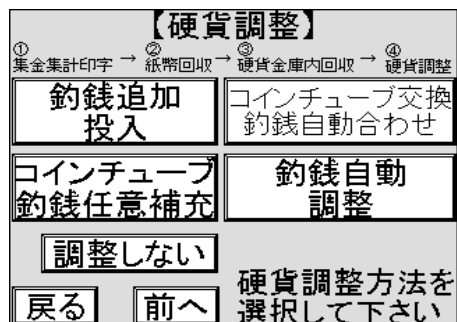 【硬貨調整】
① ② ③ ④
集金集計印字 → 紙幣回収 → 硬貨金庫内回収 → 硬貨調整
釣銭追加
投入
コインチューブ交換
釣銭自動合わせ
コインチューブ
釣銭任意補充
釣銭自動
調整
調整しない
硬貨調整方法を
選択して下さい
戻る
前へ